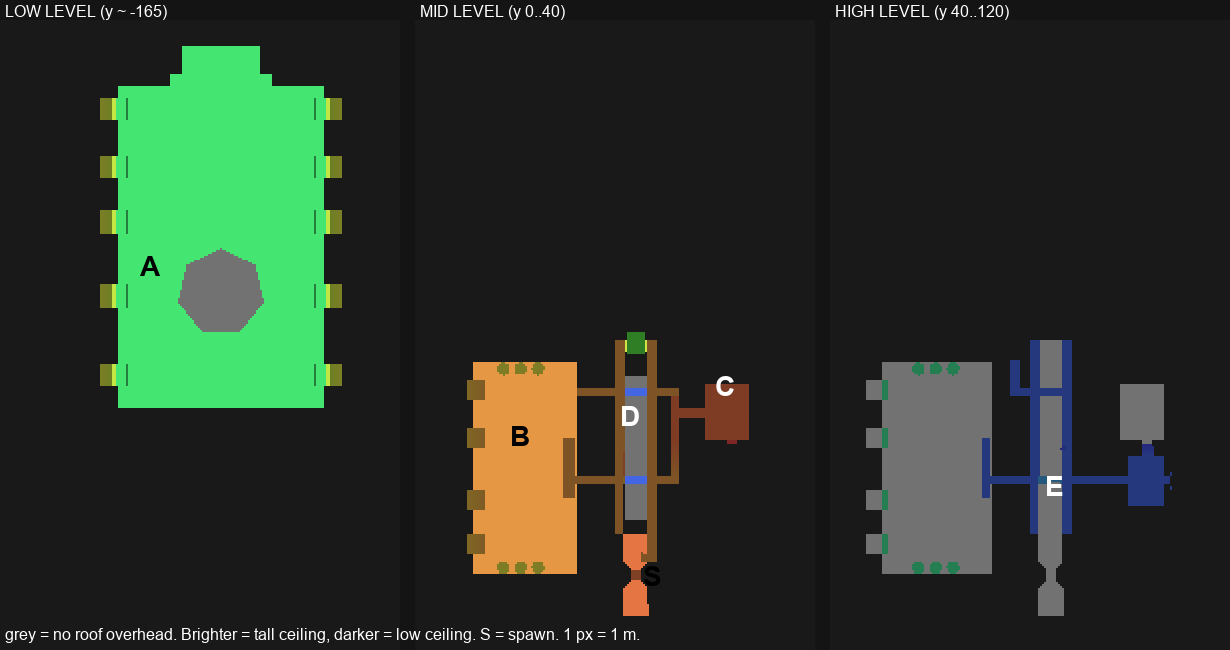 LOW LEVEL (y ~ -165)
MID LEVEL (y 0..40)
HIGH LEVEL (y 40..120)
A
B
C
D
E
S
grey = no roof overhead. Brighter = tall ceiling, darker = low ceiling. S = spawn. 1 px = 1 m.